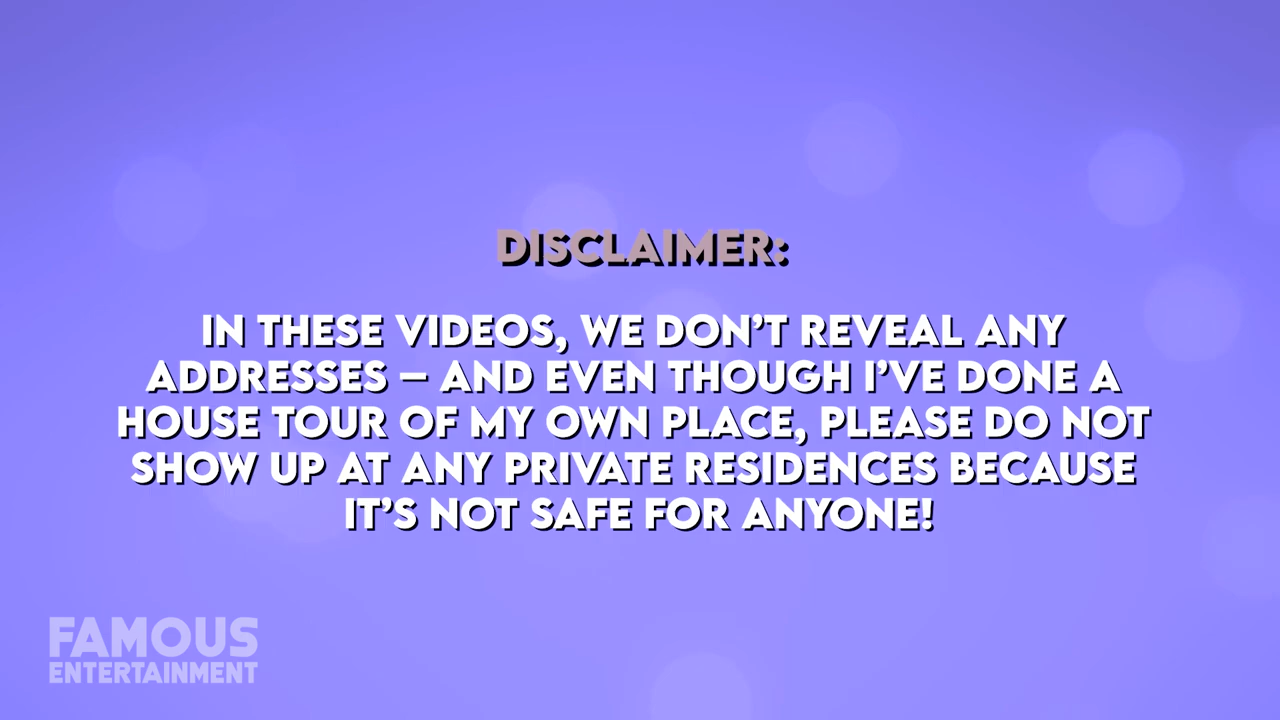 DISCLAIMER:
IN THESE VIDEOS, WE DON'T REVEAL ANY
ADDRESSES – AND EVEN THOUGH I'VE DONE A
HOUSE TOUR OF MY OWN PLACE, PLEASE DO NOT
SHOW UP AT ANY PRIVATE RESIDENCES BECAUSE
IT'S NOT SAFE FOR ANYONE!
FAMOUS
ENTERTAINMENT